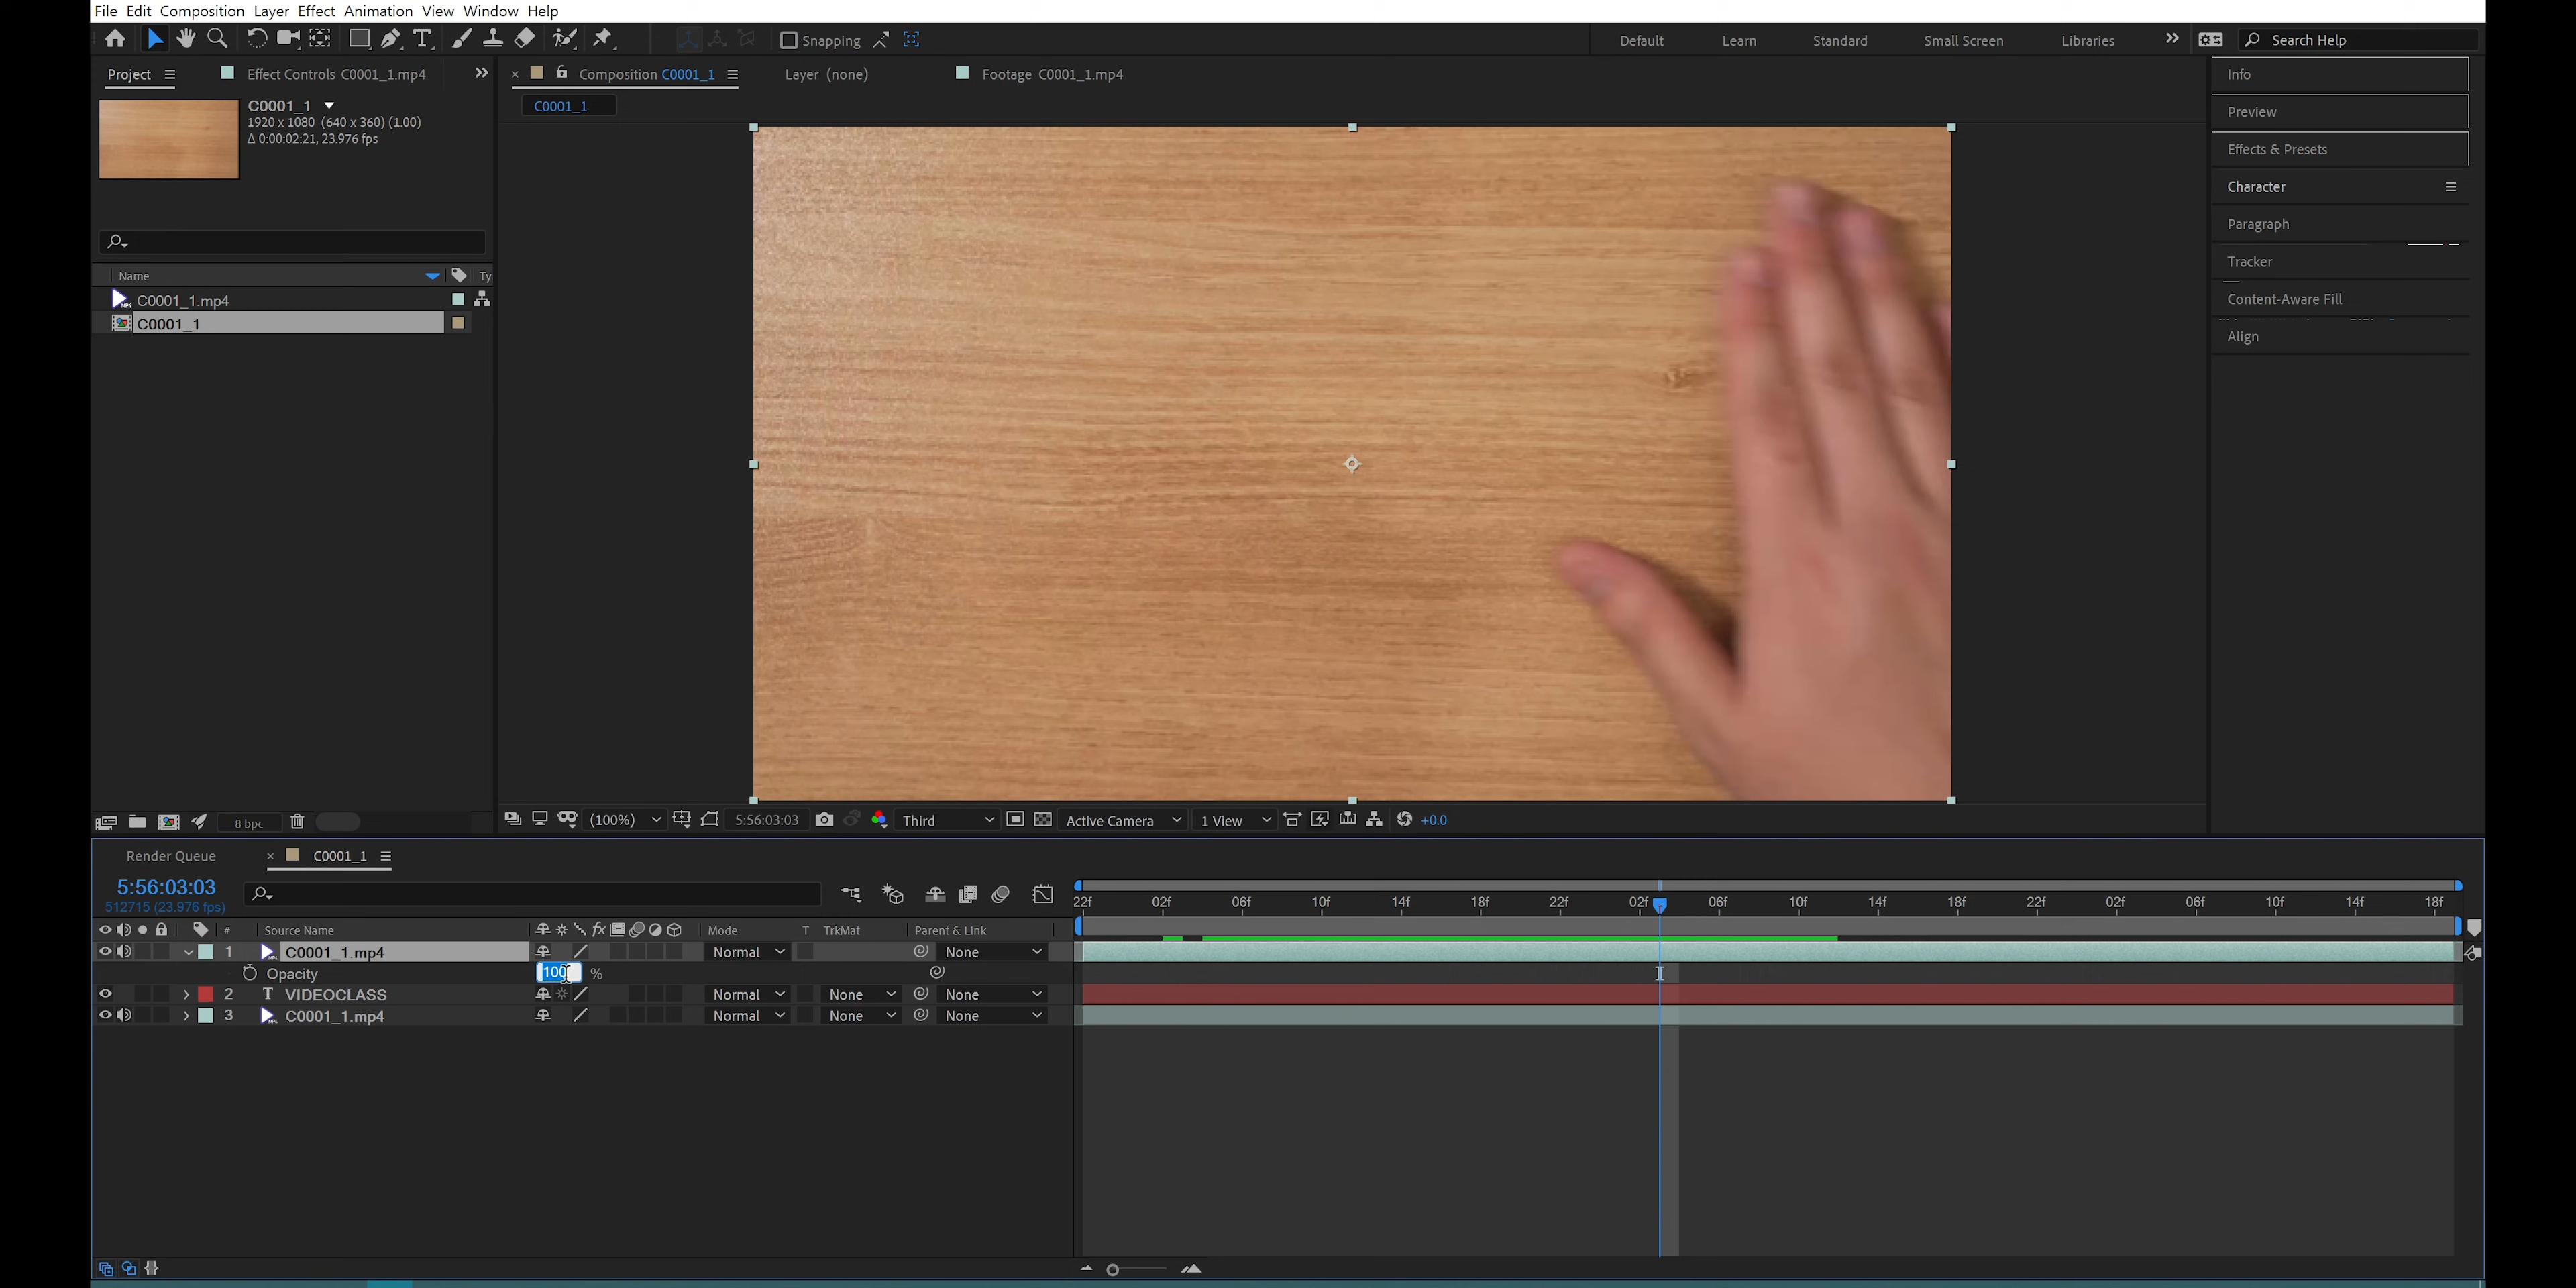 File Edit Composition Layer Effect Animation View Window Help
Snapping Default Learn Standard Small Screen Libraries Search Help
Project Effect Controls C0001_1.mp4
Composition C0001_1 Layer (none) Footage C0001_1.mp4
C0001_1
C0001_1
1920 x 1080 (640 x 360) (1.00)
Δ 0:00:02:21, 23.976 fps
Name Ty
C0001_1.mp4
C0001_1
Info
Preview
Effects & Presets
Character
Paragraph
Tracker
Content-Aware Fill
Align
8 bpc
(100%) 5:56:03:03 Third Active Camera 1 View +0.0
Render Queue C0001_1
5:56:03:03
512715 (23.976 fps)
22f 02f 06f 10f 14f 18f 22f 02f 06f 10f 14f 18f 22f 02f 06f 10f 14f 18f
# Source Name fx Mode T TrkMat Parent & Link
1 C0001_1.mp4 Normal None
Opacity 100 %
2 T VIDEOCLASS Normal None None
3 C0001_1.mp4 Normal None None